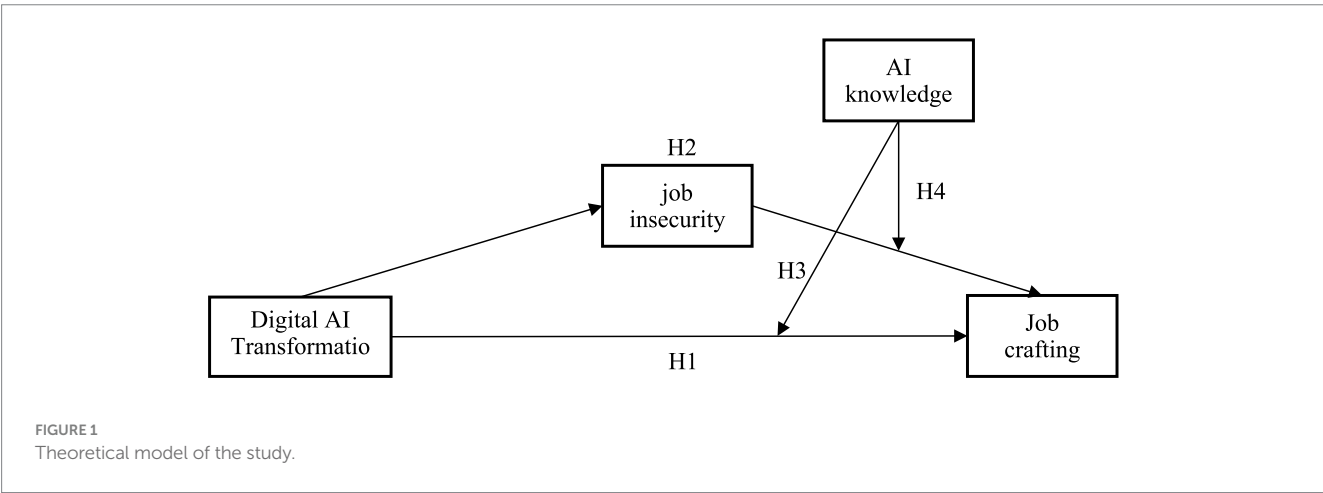 AI
knowledge
H2
job
insecurity
H4
H3
Digital AI
Transformatio
Job
crafting
H1
FIGURE 1
Theoretical model of the study.